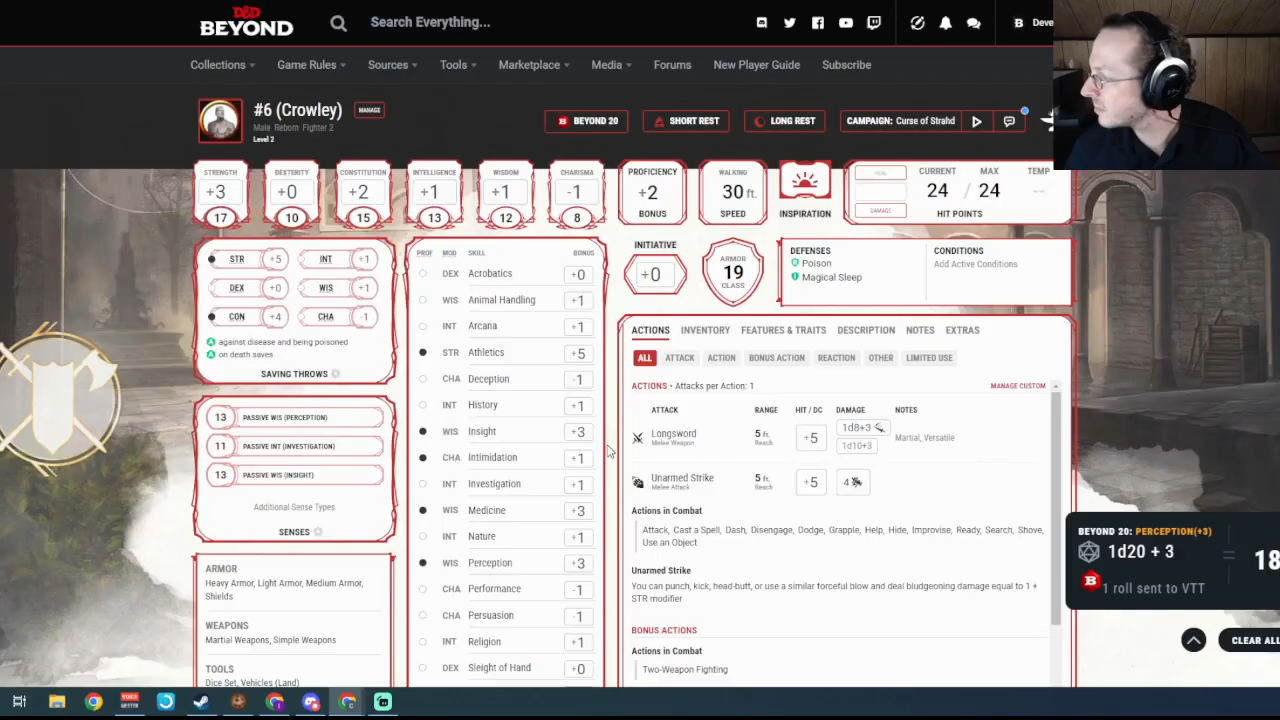 D&D
BEYOND
Search Everything...
B Deve
Collections
Game Rules
Sources
Tools
Marketplace
Media
Forums
New Player Guide
Subscribe
#6 (Crowley)
MANAGE
Male Reborn Fighter 2
Level 2
B BEYOND 20
SHORT REST
LONG REST
CAMPAIGN: Curse of Strahd
STRENGTH
+3
17
DEXTERITY
+0
10
CONSTITUTION
+2
15
INTELLIGENCE
+1
13
WISDOM
+1
12
CHARISMA
-1
8
PROFICIENCY
+2
BONUS
WALKING
30 ft.
SPEED
INSPIRATION
HEAL
DAMAGE
CURRENT MAX TEMP
24 / 24 --
HIT POINTS
STR +5 INT +1
DEX +0 WIS +1
CON +4 CHA -1
against disease and being poisoned
on death saves
SAVING THROWS
13 PASSIVE WIS (PERCEPTION)
11 PASSIVE INT (INVESTIGATION)
13 PASSIVE WIS (INSIGHT)
Additional Sense Types
SENSES
ARMOR
Heavy Armor, Light Armor, Medium Armor,
Shields
WEAPONS
Martial Weapons, Simple Weapons
TOOLS
Dice Set, Vehicles (Land)
PROF MOD SKILL BONUS
DEX Acrobatics +0
WIS Animal Handling +1
INT Arcana +1
STR Athletics +5
CHA Deception -1
INT History +1
WIS Insight +3
CHA Intimidation +1
INT Investigation +1
WIS Medicine +3
INT Nature +1
WIS Perception +3
CHA Performance -1
CHA Persuasion -1
INT Religion +1
DEX Sleight of Hand +0
INITIATIVE
+0
ARMOR
19
CLASS
DEFENSES
Poison
Magical Sleep
CONDITIONS
Add Active Conditions
ACTIONS INVENTORY FEATURES & TRAITS DESCRIPTION NOTES EXTRAS
ALL ATTACK ACTION BONUS ACTION REACTION OTHER LIMITED USE
ACTIONS • Attacks per Action: 1
MANAGE CUSTOM
ATTACK RANGE HIT / DC DAMAGE NOTES
Longsword 5 ft. +5 1d8+3 Martial, Versatile
Melee Weapon Reach 1d10+3
Unarmed Strike 5 ft. +5 4
Melee Attack Reach
Actions in Combat
Attack, Cast a Spell, Dash, Disengage, Dodge, Grapple, Help, Hide, Improvise, Ready, Search, Shove,
Use an Object
Unarmed Strike
You can punch, kick, head-butt, or use a similar forceful blow and deal bludgeoning damage equal to 1 +
STR modifier
BONUS ACTIONS
Actions in Combat
Two-Weapon Fighting
BEYOND 20: PERCEPTION(+3)
1d20 + 3 = 18
B 1 roll sent to VTT
CLEAR ALL